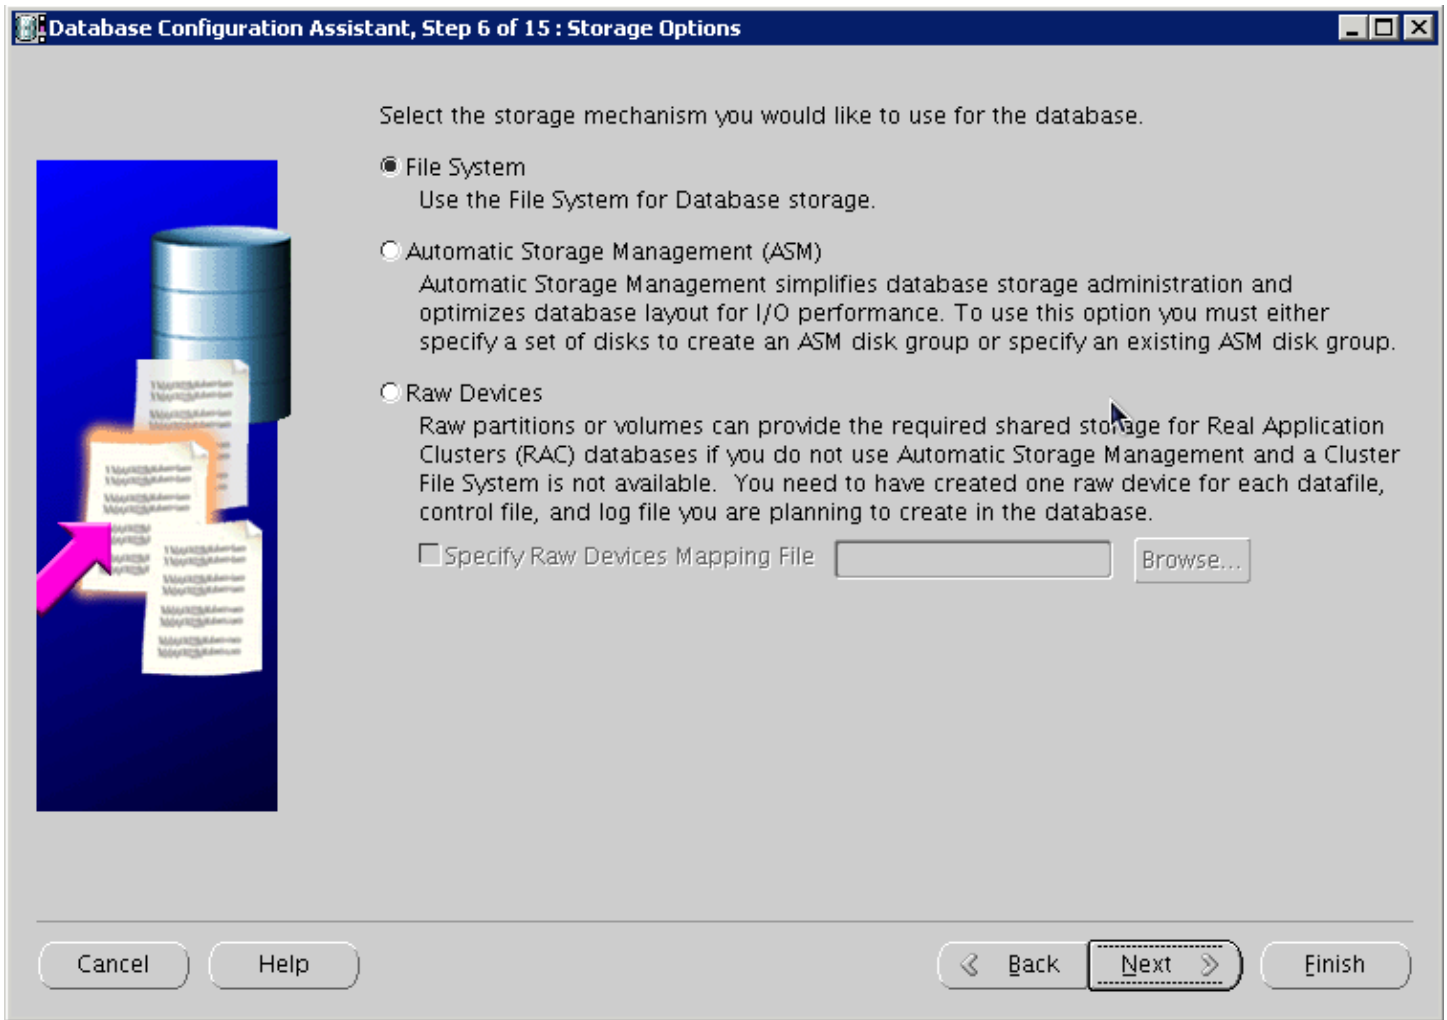 Database Configuration Assistant, Step 6 of 15 : Storage Options
Select the storage mechanism you would like to use for the database.
File System
Use the File System for Database storage.
Automatic Storage Management (ASM)
Automatic Storage Management simplifies database storage administration and
optimizes database layout for I/O performance. To use this option you must either
specify a set of disks to create an ASM disk group or specify an existing ASM disk group.
Raw Devices
Raw partitions or volumes can provide the required shared storage for Real Application
Clusters (RAC) databases if you do not use Automatic Storage Management and a Cluster
File System is not available.  You need to have created one raw device for each datafile,
control file, and log file you are planning to create in the database.
Specify Raw Devices Mapping File
Browse...
Cancel
Help
Back
Next
Finish